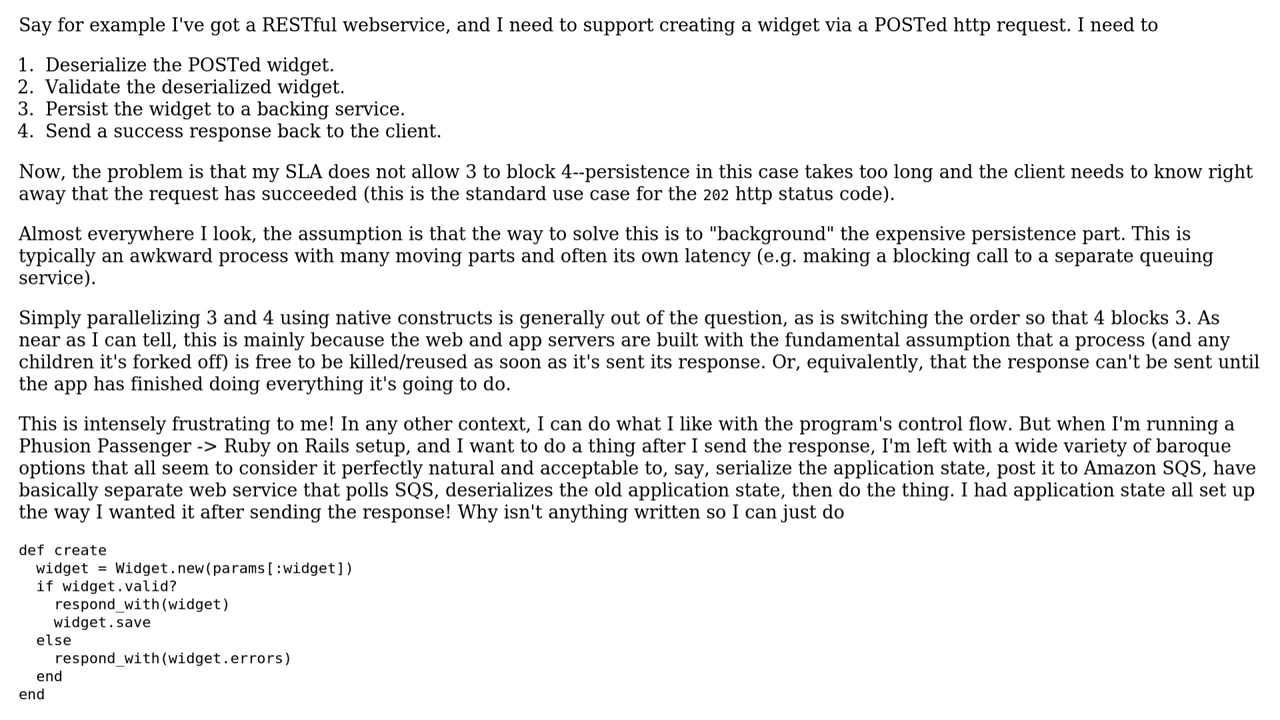 Say for example I've got a RESTful webservice, and I need to support creating a widget via a POSTed http request. I need to
1. Deserialize the POSTed widget.
2. Validate the deserialized widget.
3. Persist the widget to a backing service.
4. Send a success response back to the client.
Now, the problem is that my SLA does not allow 3 to block 4--persistence in this case takes too long and the client needs to know right
away that the request has succeeded (this is the standard use case for the 202 http status code).
Almost everywhere I look, the assumption is that the way to solve this is to "background" the expensive persistence part. This is
typically an awkward process with many moving parts and often its own latency (e.g. making a blocking call to a separate queuing
service).
Simply parallelizing 3 and 4 using native constructs is generally out of the question, as is switching the order so that 4 blocks 3. As
near as I can tell, this is mainly because the web and app servers are built with the fundamental assumption that a process (and any
children it's forked off) is free to be killed/reused as soon as it's sent its response. Or, equivalently, that the response can't be sent until
the app has finished doing everything it's going to do.
This is intensely frustrating to me! In any other context, I can do what I like with the program's control flow. But when I'm running a
Phusion Passenger -> Ruby on Rails setup, and I want to do a thing after I send the response, I'm left with a wide variety of baroque
options that all seem to consider it perfectly natural and acceptable to, say, serialize the application state, post it to Amazon SQS, have
basically separate web service that polls SQS, deserializes the old application state, then do the thing. I had application state all set up
the way I wanted it after sending the response! Why isn't anything written so I can just do
def create
  widget = Widget.new(params[:widget])
  if widget.valid?
    respond_with(widget)
    widget.save
  else
    respond_with(widget.errors)
  end
end